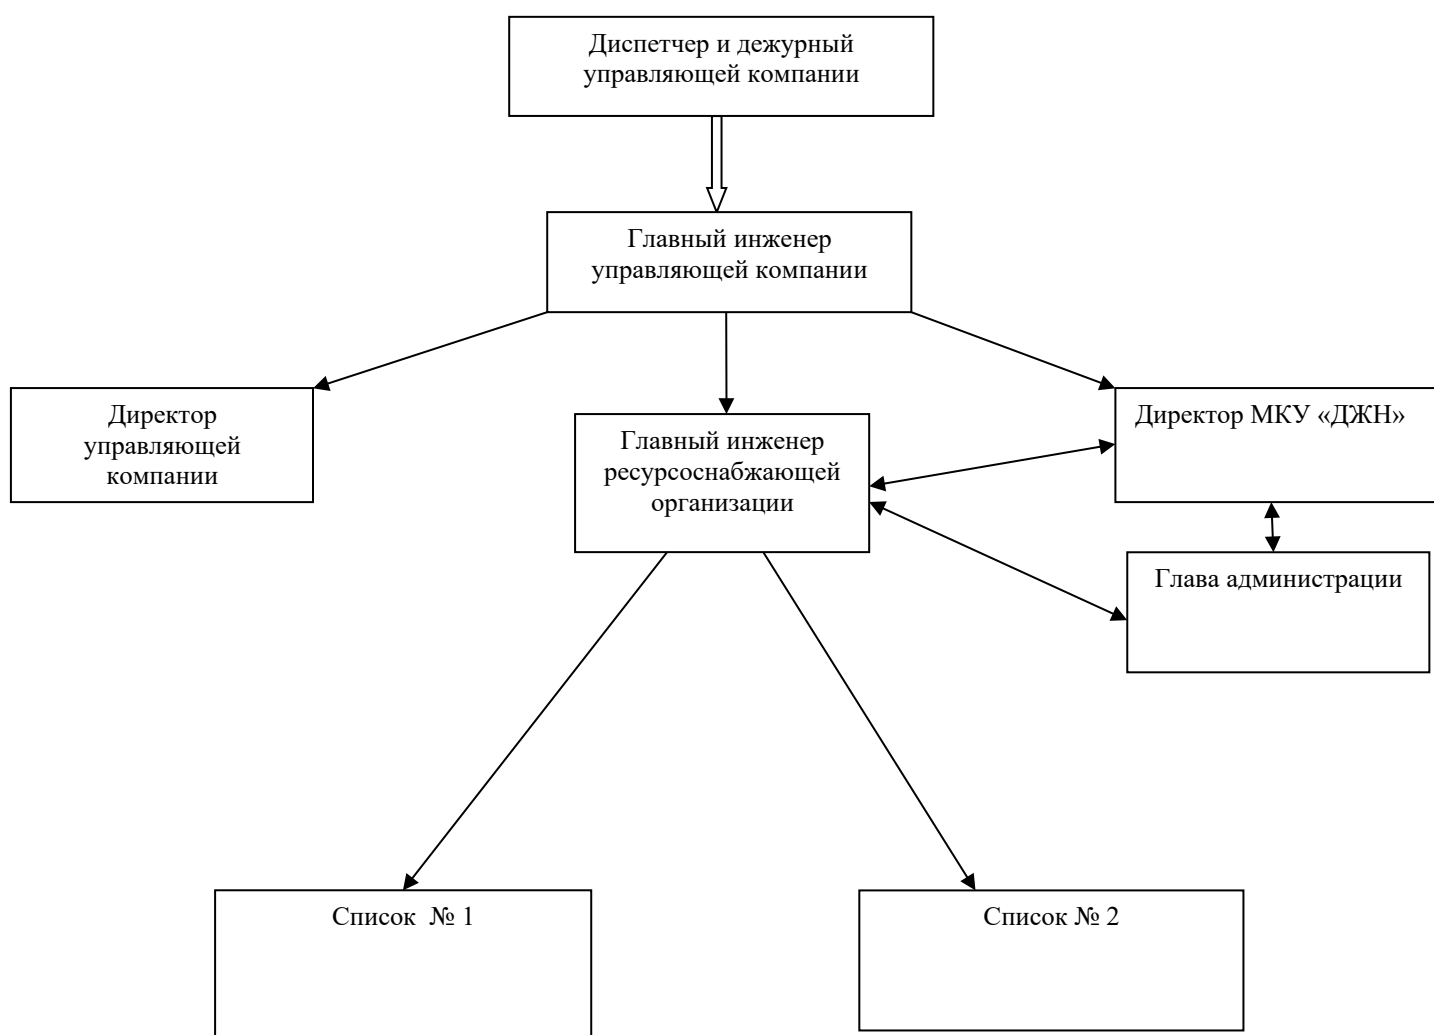 Диспетчер и дежурный
управляющей компании
Главный инженер
управляющей компании
Директор
управляющей
компании
Главный инженер
ресурсоснабжающей
организации
Директор МКУ «ДЖН»
Глава администрации
Список № 1
Список № 2